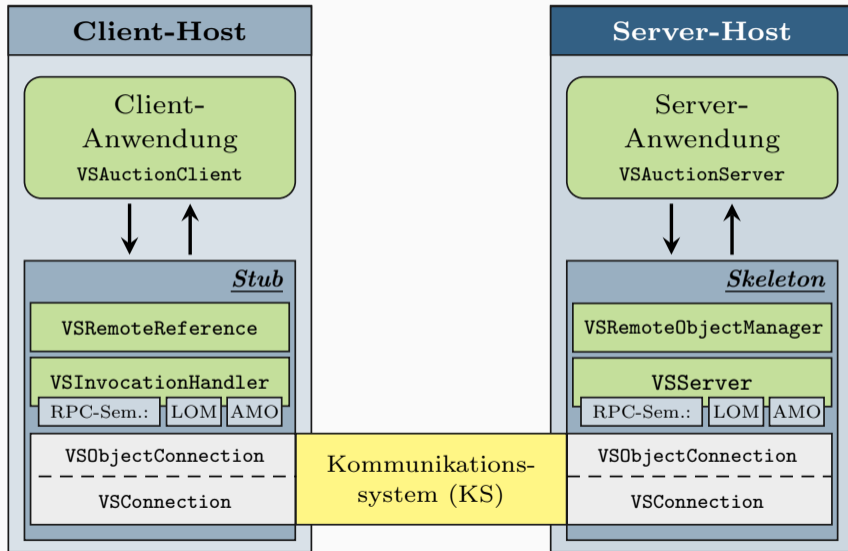 Client-Host
Client-
Anwendung
VSAuctionClient
Stub
VSRemoteReference
VSInvocationHandler
RPC-Sem.: LOM AMO
VSObjectConnection
VSConnection
Kommunikations-
system (KS)
Server-Host
Server-
Anwendung
VSAuctionServer
Skeleton
VSRemoteObjectManager
VSServer
RPC-Sem.: LOM AMO
VSObjectConnection
VSConnection